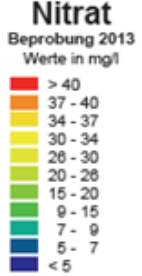 Nitrat
Beprobung 2013
Werte in mg/l
> 40
37 - 40
34 - 37
30 - 34
26 - 30
20 - 26
15 - 20
9 - 15
7 - 9
5 - 7
< 5